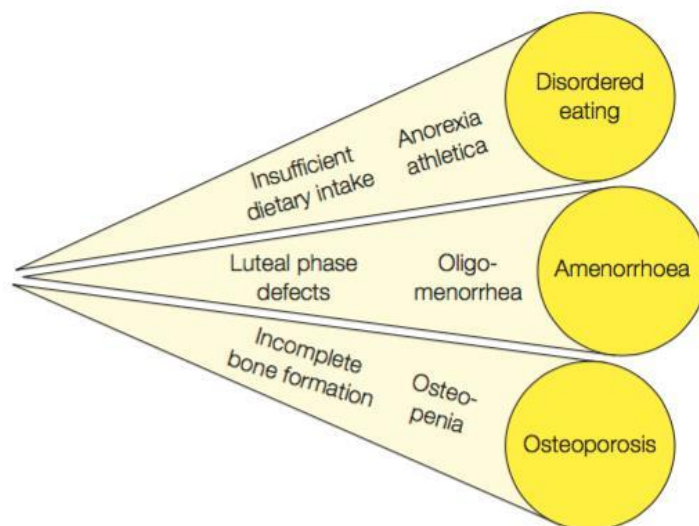 Disordered
eating
Anorexia
athletica
Insufficient
dietary intake
Luteal phase
defects
Oligo-
menorrhea
Amenorrhoea
Incomplete
bone formation
Osteo-
penia
Osteoporosis